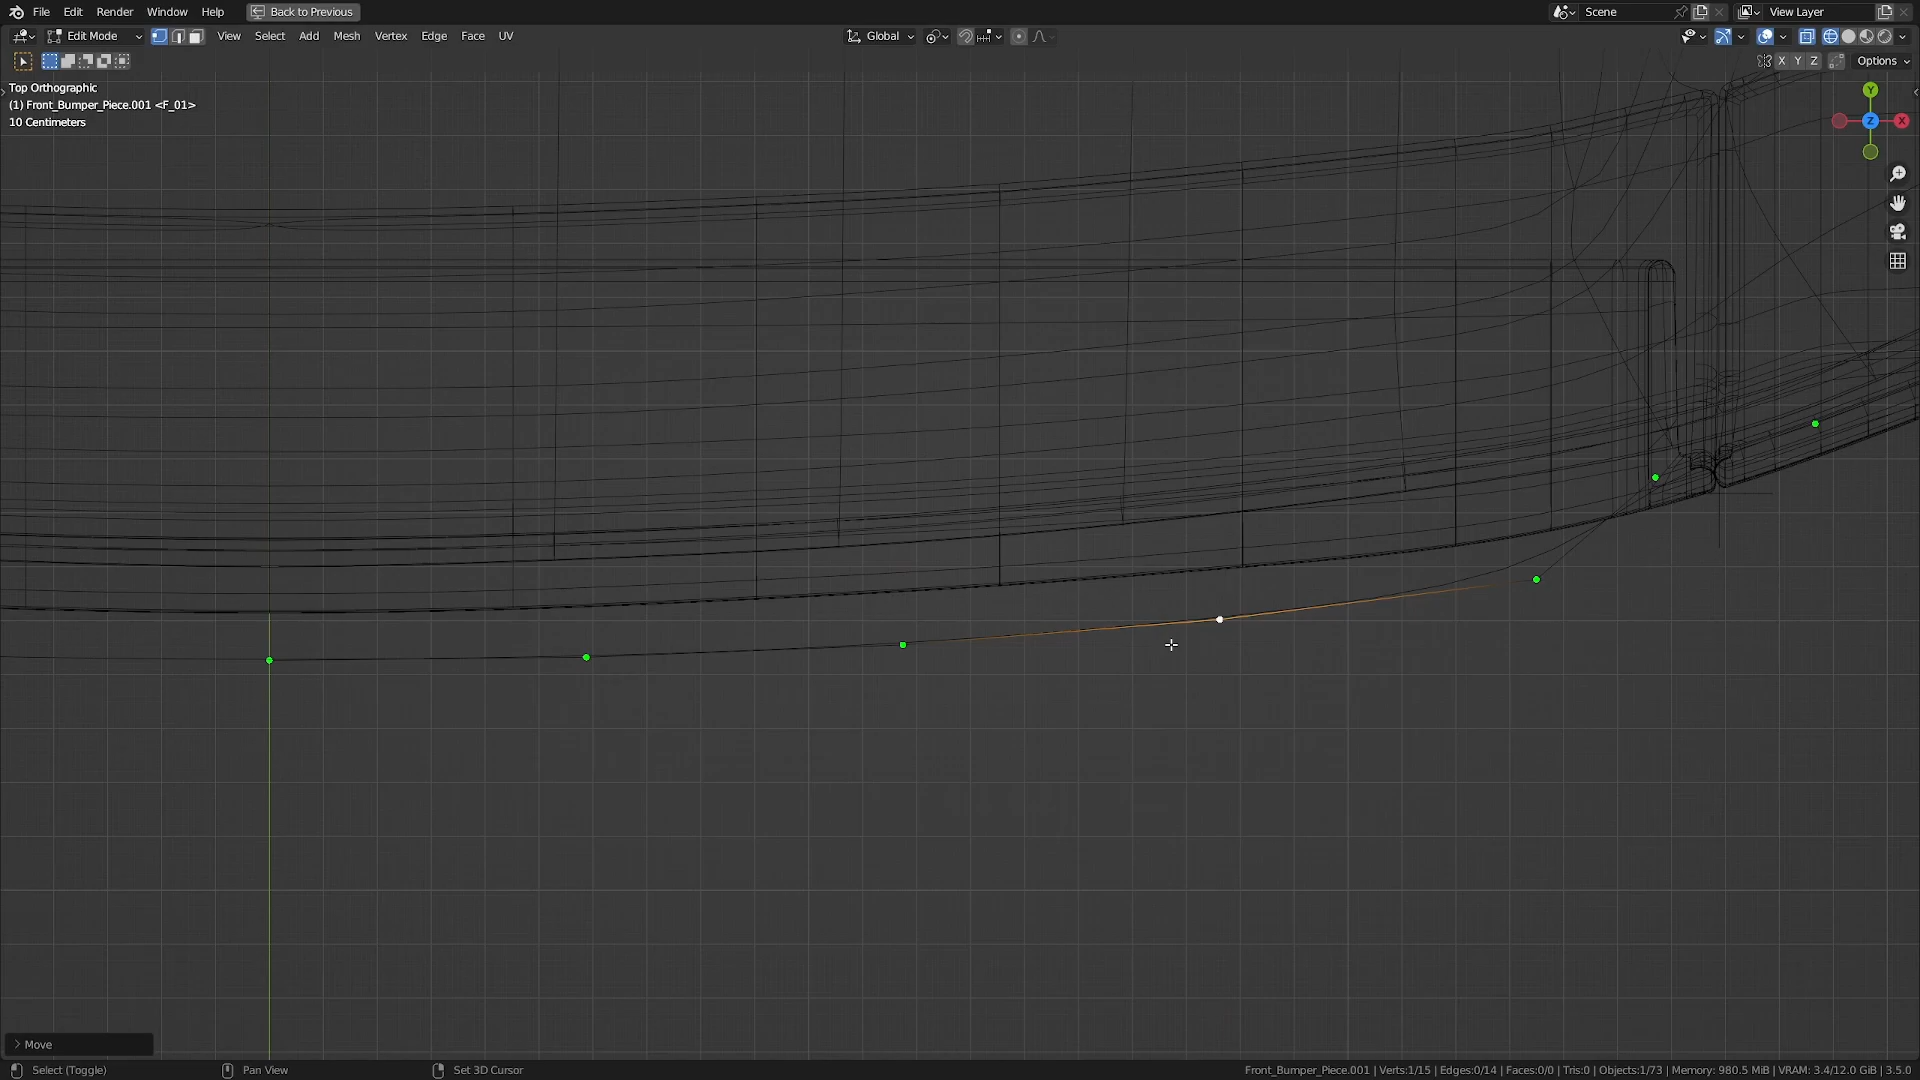 File Edit Render Window Help Back to Previous Scene View Layer
Edit Mode View Select Add Mesh Vertex Edge Face UV Global
X Y Z Options
Top Orthographic
(1) Front_Bumper_Piece.001 <F_01>
10 Centimeters
Y
Z X
> Move
Select (Toggle) Pan View Set 3D Cursor Front_Bumper_Piece.001 | Verts:1/15 | Edges:0/14 | Faces:0/0 | Tris:0 | Objects:1/73 | Memory: 980.5 MiB | VRAM: 3.4/12.0 GiB | 3.5.0